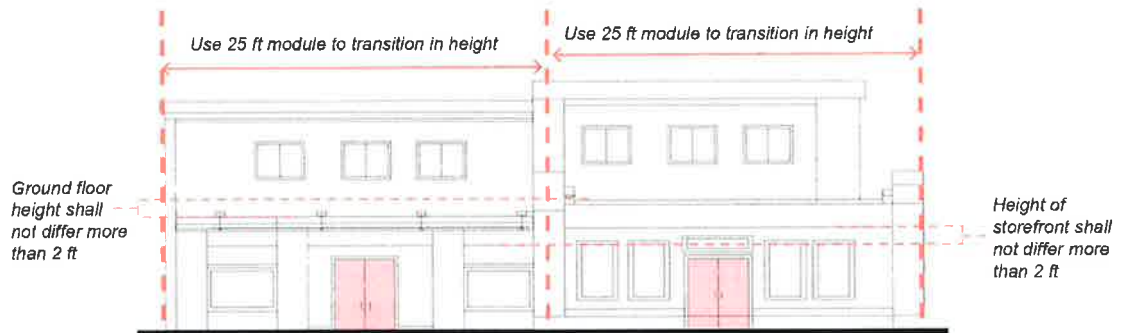 Use 25 ft module to transition in height
Use 25 ft module to transition in height
Ground floor
height shall
not differ more
than 2 ft
Height of
storefront shall
not differ more
than 2 ft